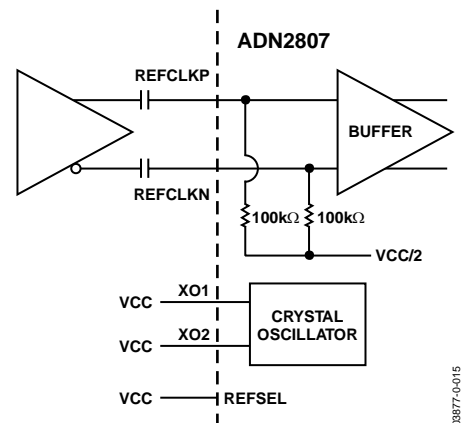 ADN2807
REFCLKP
BUFFER
REFCLKN
100kΩ 100kΩ
VCC/2
VCC XO1
CRYSTAL
OSCILLATOR
VCC XO2
VCC REFSEL
03877-0-015